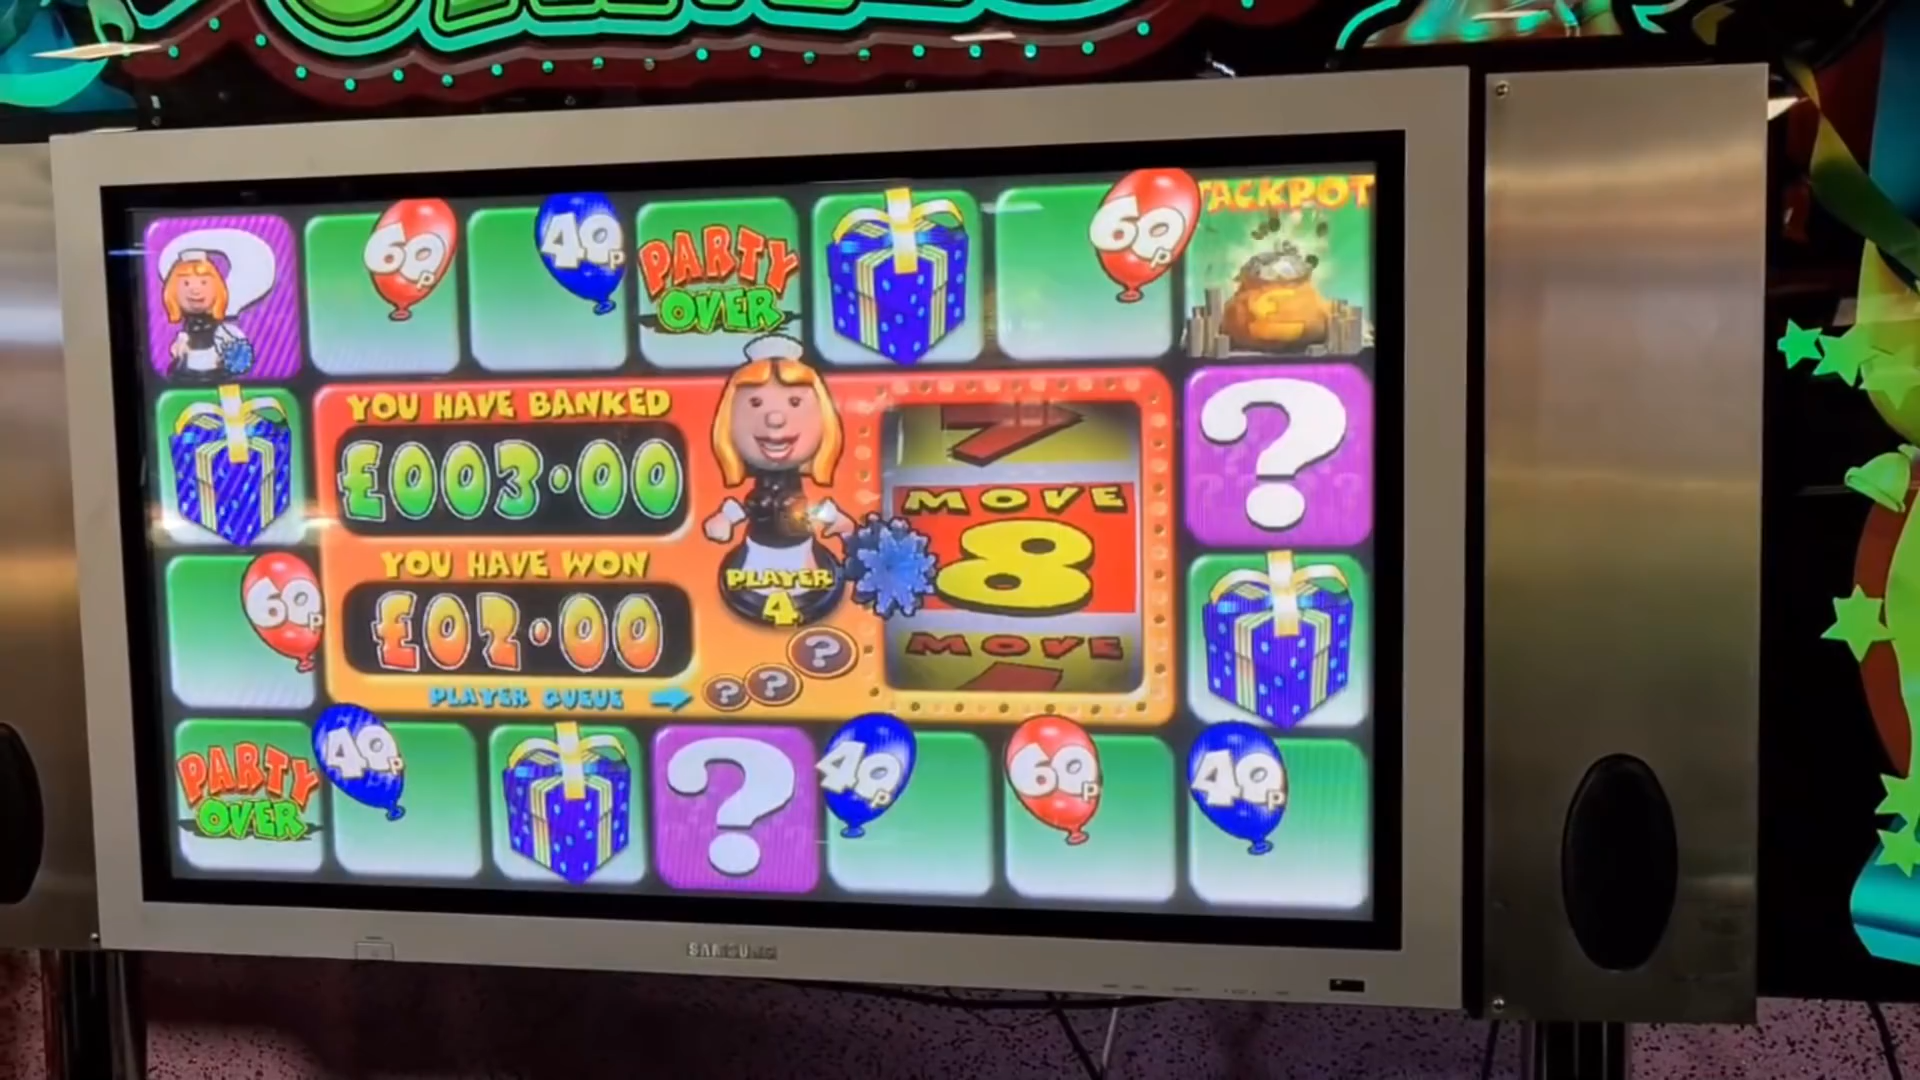 60p
40p
PARTY
OVER
60p
JACKPOT
?
YOU HAVE BANKED
£003.00
MOVE
8
?
YOU HAVE WON
£02.00
PLAYER
4
MOVE
60p
PLAYER QUEUE
?
?
?
PARTY
OVER
40p
?
40p
60p
40p
SAMSUNG